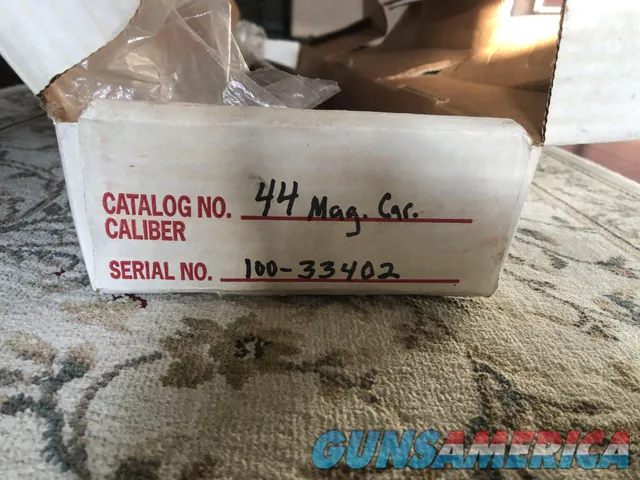 CATALOG NO. 44 Mag. Car.
CALIBER
SERIAL NO. 100-33402
GUNSAMERICA